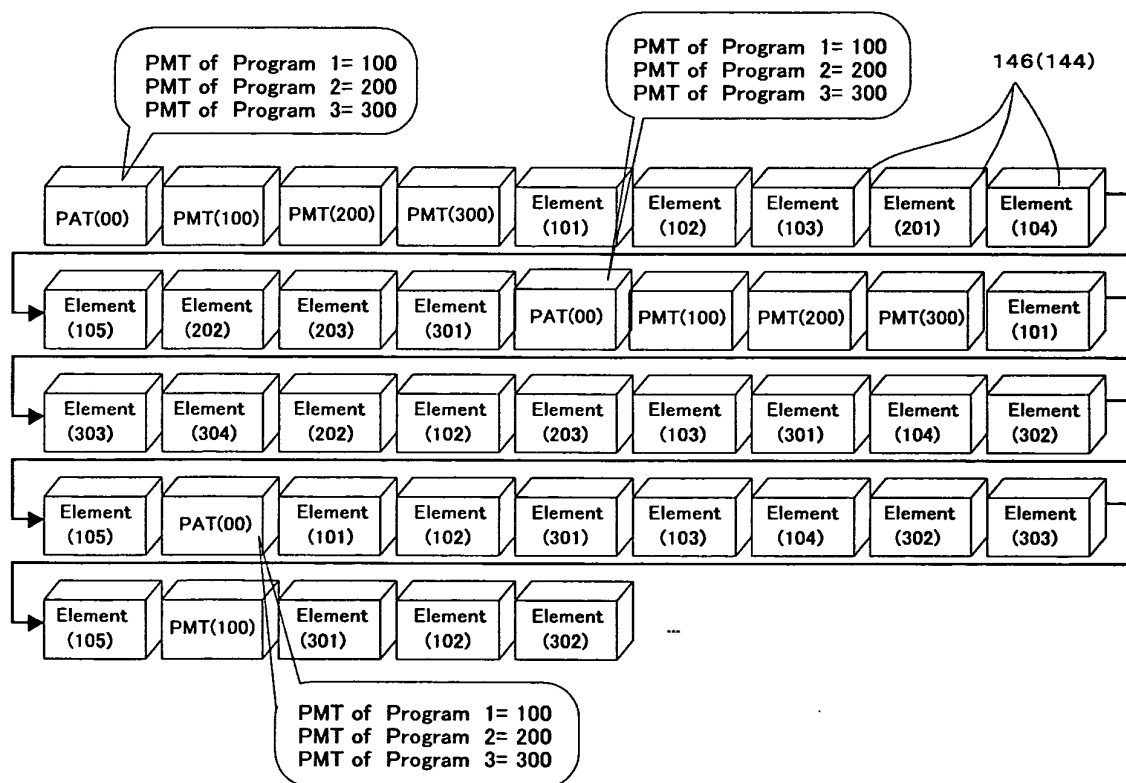 PMT of Program 1= 100
PMT of Program 2= 200
PMT of Program 3= 300
PMT of Program 1= 100
PMT of Program 2= 200
PMT of Program 3= 300
146(144)
PAT(00)
PMT(100)
PMT(200)
PMT(300)
Element
(101)
Element
(102)
Element
(103)
Element
(201)
Element
(104)
Element
(105)
Element
(202)
Element
(203)
Element
(301)
PAT(00)
PMT(100)
PMT(200)
PMT(300)
Element
(101)
Element
(303)
Element
(304)
Element
(202)
Element
(102)
Element
(203)
Element
(103)
Element
(301)
Element
(104)
Element
(302)
Element
(105)
PAT(00)
Element
(101)
Element
(102)
Element
(301)
Element
(103)
Element
(104)
Element
(302)
Element
(303)
Element
(105)
PMT(100)
Element
(301)
Element
(102)
Element
(302)
...
PMT of Program 1= 100
PMT of Program 2= 200
PMT of Program 3= 300